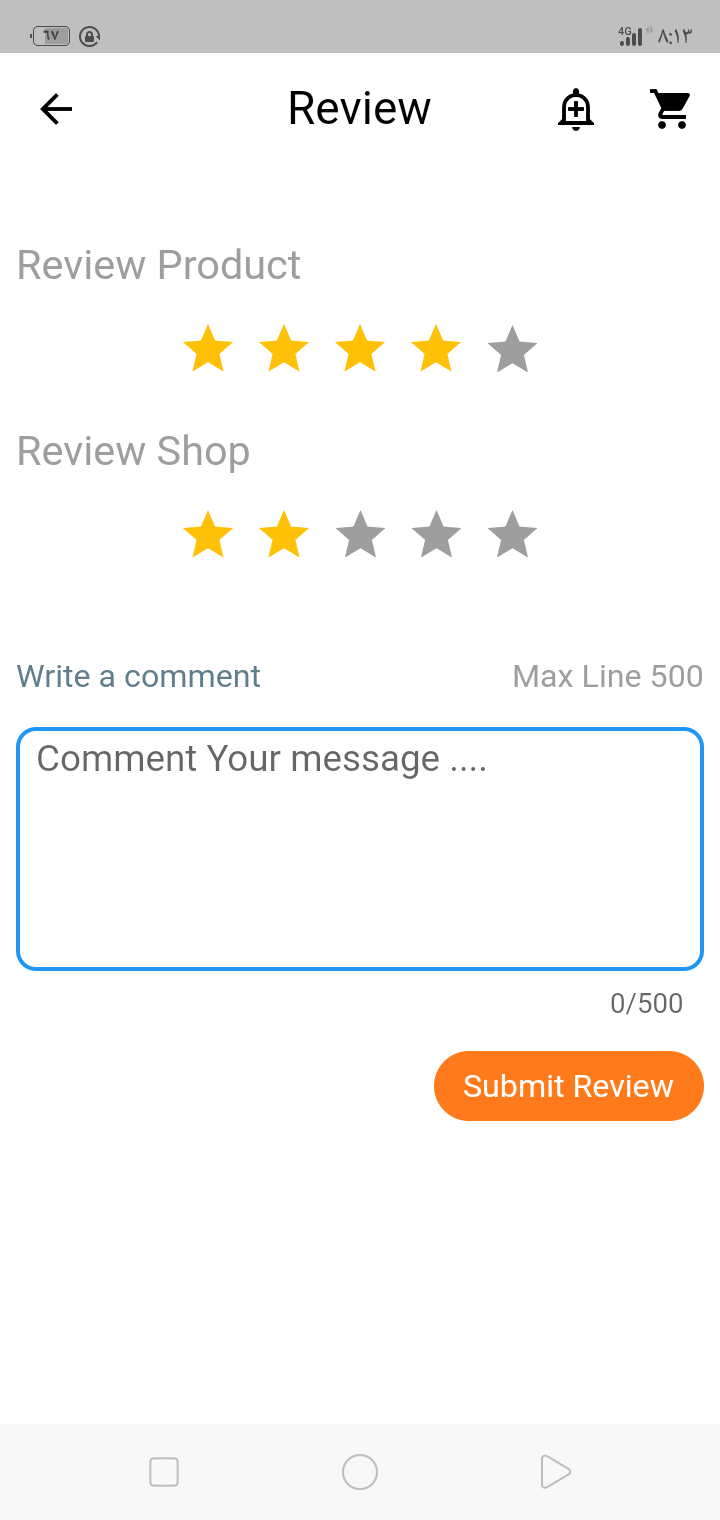 ٦٧ 4G ٨:١٣
Review
Review Product
Review Shop
Write a comment Max Line 500
Comment Your message ....
0/500
Submit Review